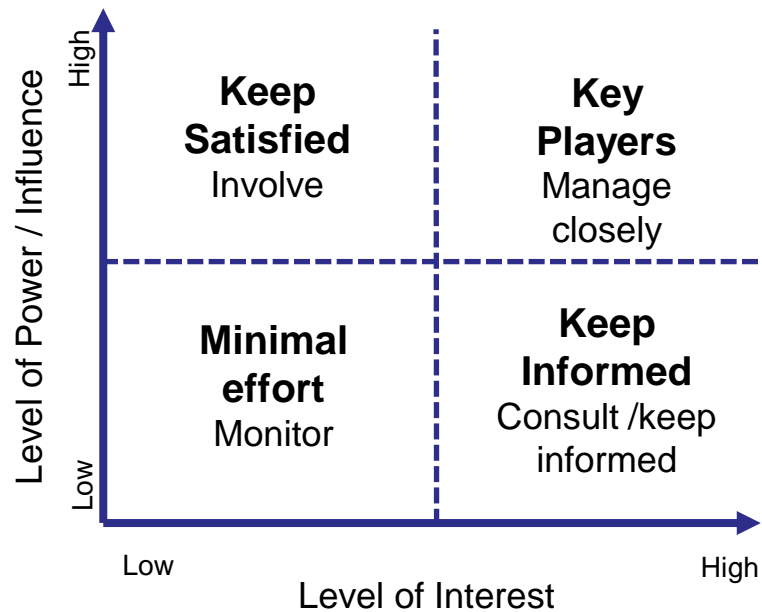 High
Level of Power / Influence
Low
Keep
Satisfied
Involve
Key
Players
Manage
closely
Minimal
effort
Monitor
Keep
Informed
Consult /keep
informed
Low
High
Level of Interest